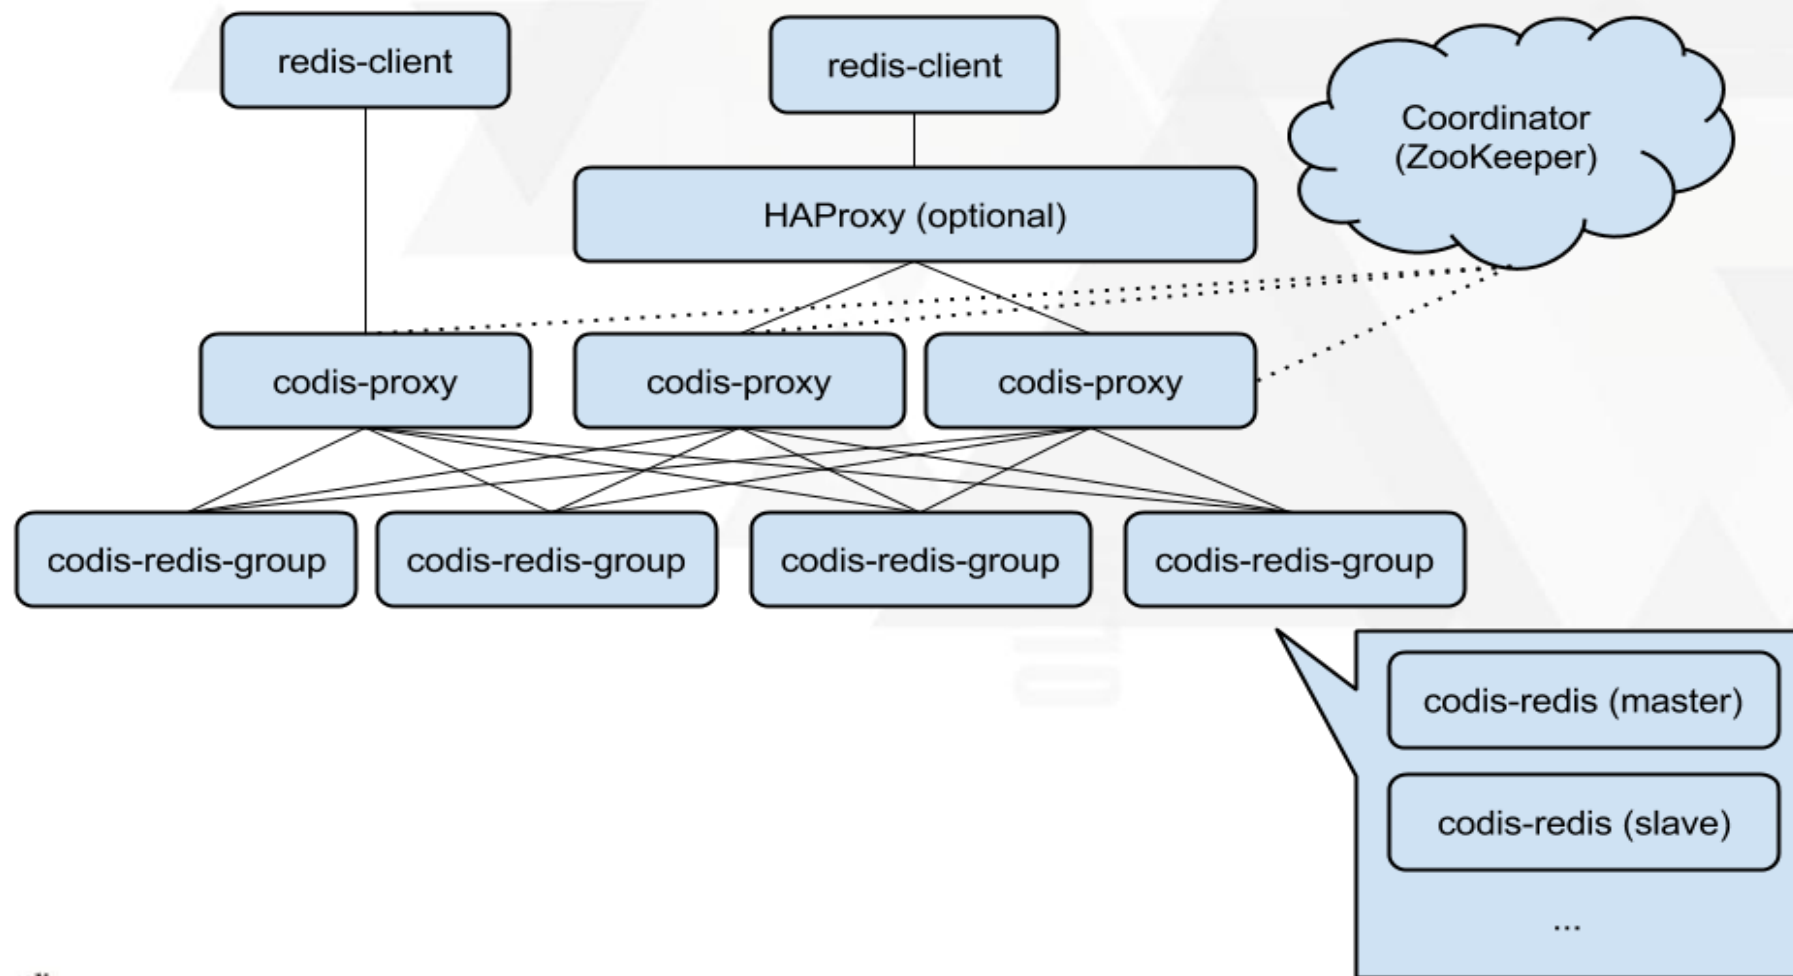 redis-client
redis-client
Coordinator
(ZooKeeper)
HAProxy (optional)
codis-proxy
codis-proxy
codis-proxy
codis-redis-group
codis-redis-group
codis-redis-group
codis-redis-group
codis-redis (master)
codis-redis (slave)
...